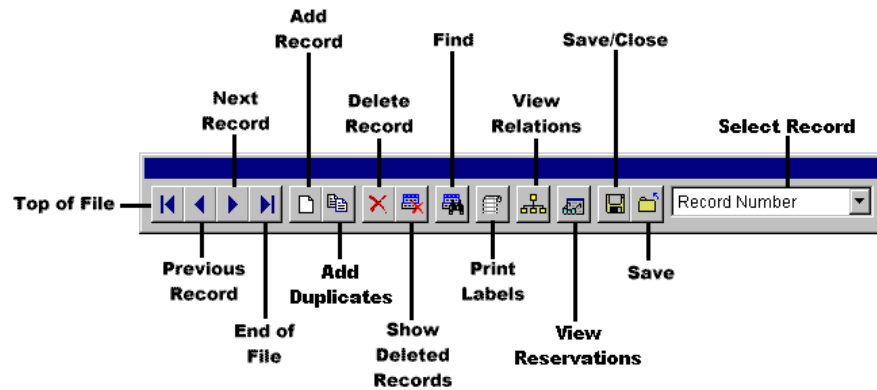 Add
Record
Find
Save/Close
Next
Record
Delete
Record
View
Relations
Select Record
Top of File
Record Number
Previous
Record
Add
Duplicates
Print
Labels
Save
End of
File
Show
Deleted
Records
View
Reservations